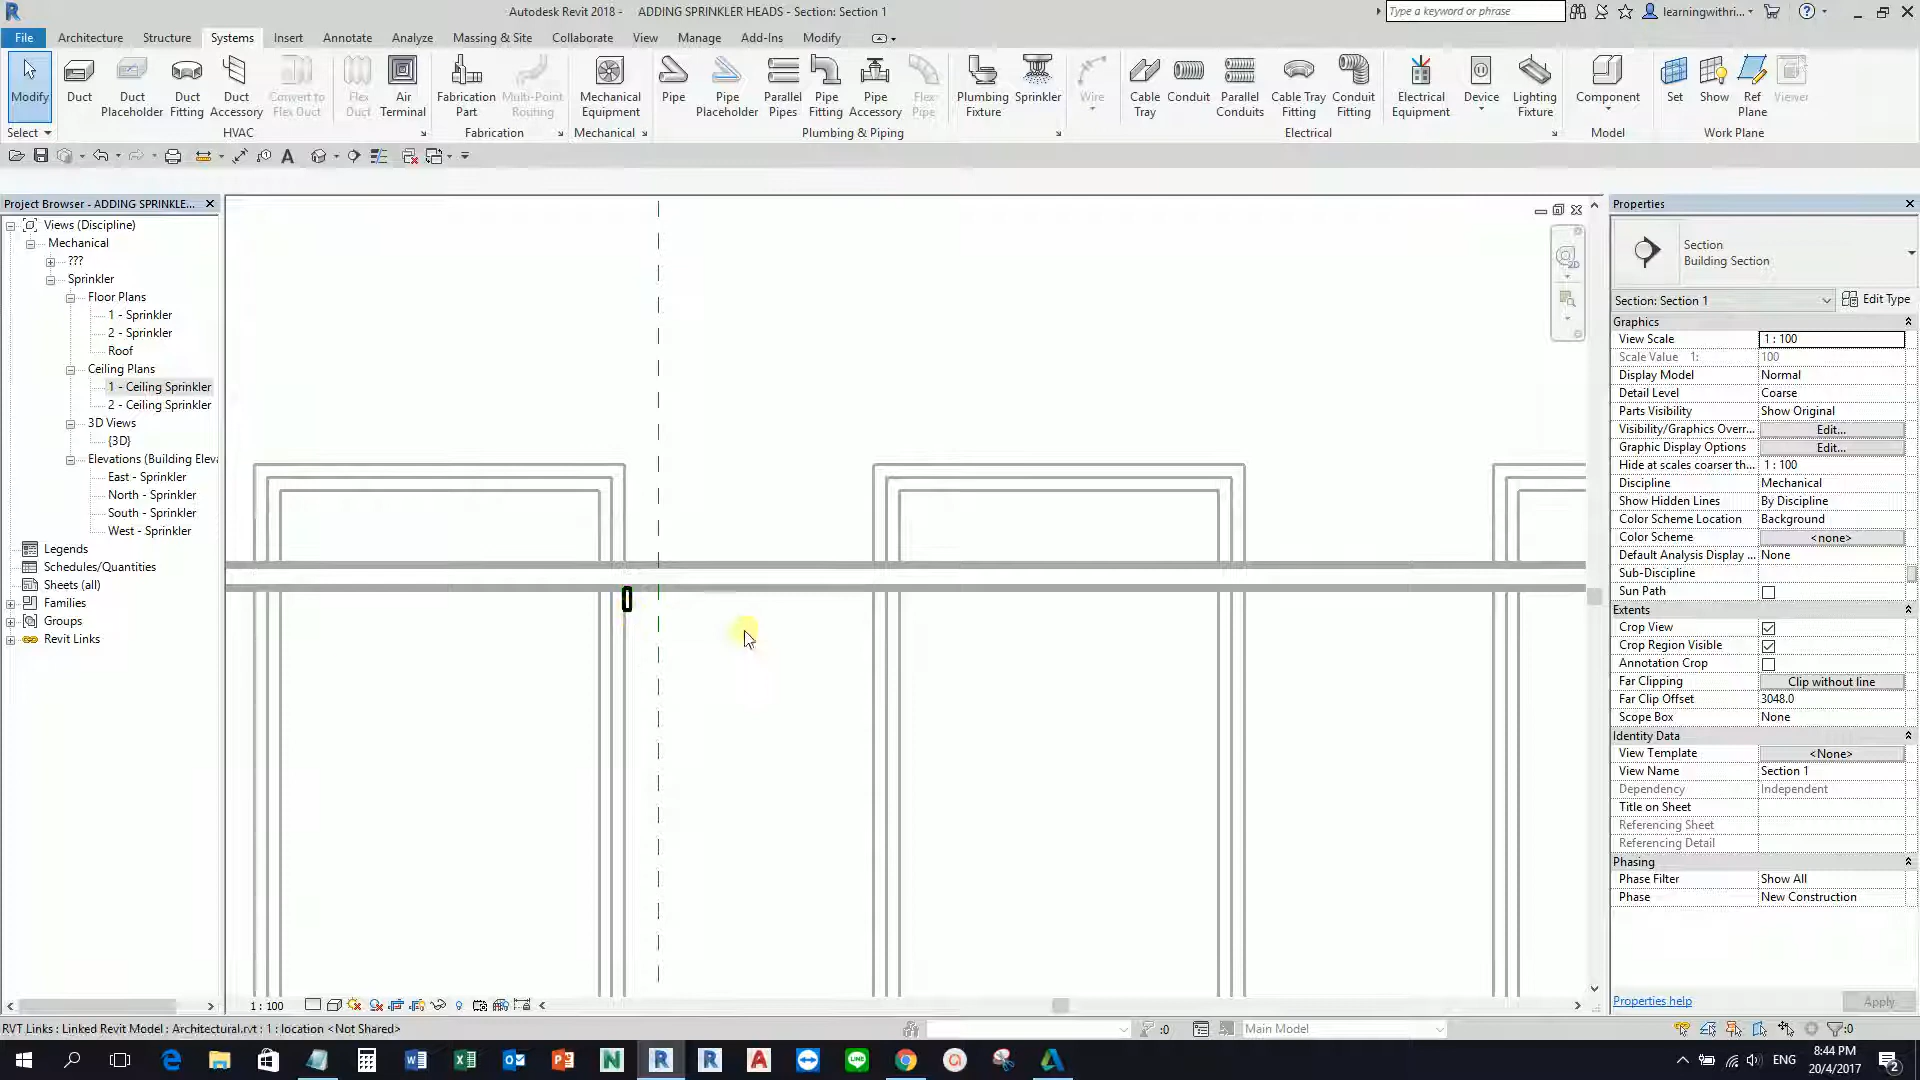 Autodesk Revit 2018 - ADDING SPRINKLER HEADS - Section: Section 1
Type a keyword or phrase
learningwithri...
File Architecture Structure Systems Insert Annotate Analyze Massing & Site Collaborate View Manage Add-Ins Modify
Modify
Duct
Duct Placeholder
Duct Fitting
Duct Accessory
Convert to Flex Duct
Flex Duct
Air Terminal
Fabrication Part
Multi-Point Routing
Mechanical Equipment
Pipe
Pipe Placeholder
Parallel Pipes
Pipe Fitting
Pipe Accessory
Flex Pipe
Plumbing Fixture
Sprinkler
Wire
Cable Tray
Conduit
Parallel Conduits
Cable Tray Fitting
Conduit Fitting
Electrical Equipment
Device
Lighting Fixture
Component
Set
Show
Ref Plane
Viewer
Select HVAC Fabrication Mechanical Plumbing & Piping Electrical Model Work Plane
Project Browser - ADDING SPRINKLE...
Views (Discipline)
Mechanical
???
Sprinkler
Floor Plans
1 - Sprinkler
2 - Sprinkler
Roof
Ceiling Plans
1 - Ceiling Sprinkler
2 - Ceiling Sprinkler
3D Views
{3D}
Elevations (Building Eleva
East - Sprinkler
North - Sprinkler
South - Sprinkler
West - Sprinkler
Legends
Schedules/Quantities
Sheets (all)
Families
Groups
Revit Links
2D
Properties
Section
Building Section
Section: Section 1 Edit Type
Graphics
View Scale 1 : 100
Scale Value 1: 100
Display Model Normal
Detail Level Coarse
Parts Visibility Show Original
Visibility/Graphics Overr... Edit...
Graphic Display Options Edit...
Hide at scales coarser th... 1 : 100
Discipline Mechanical
Show Hidden Lines By Discipline
Color Scheme Location Background
Color Scheme <none>
Default Analysis Display ... None
Sub-Discipline
Sun Path
Extents
Crop View
Crop Region Visible
Annotation Crop
Far Clipping Clip without line
Far Clip Offset 3048.0
Scope Box None
Identity Data
View Template <None>
View Name Section 1
Dependency Independent
Title on Sheet
Referencing Sheet
Referencing Detail
Phasing
Phase Filter Show All
Phase New Construction
Properties help Apply
1 : 100
RVT Links : Linked Revit Model : Architectural.rvt : 1 : location <Not Shared>
:0
Main Model
:0
ENG
8:44 PM
20/4/2017
2